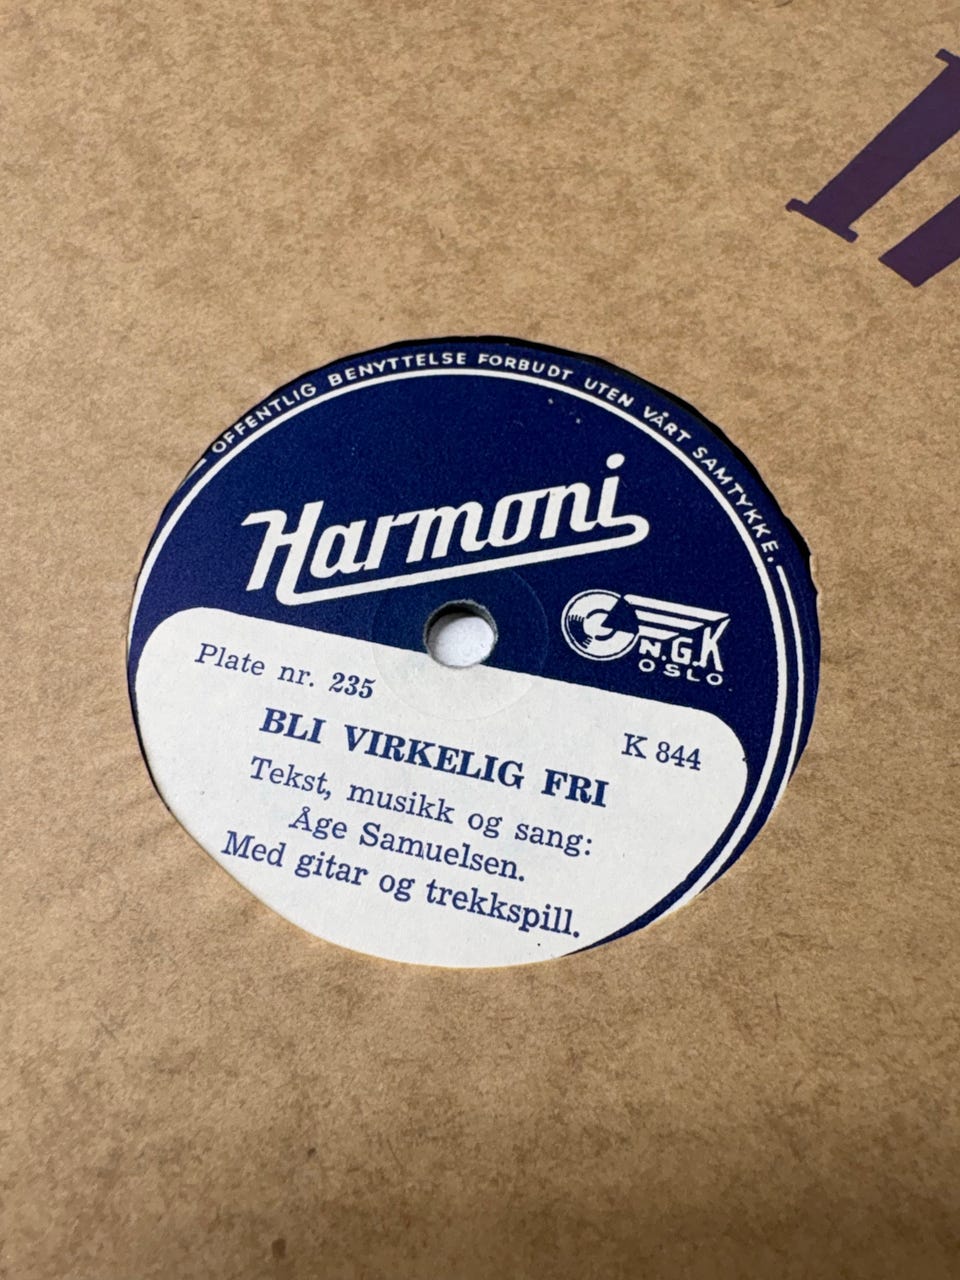 OFFENTLIG BENYTTELSE FORBUDT UTEN VÅRT SAMTYKKE.
Harmoni
N.G.K
OSLO
Plate nr. 235
K 844
BLI VIRKELIG FRI
Tekst, musikk og sang:
Åge Samuelsen.
Med gitar og trekkspill.